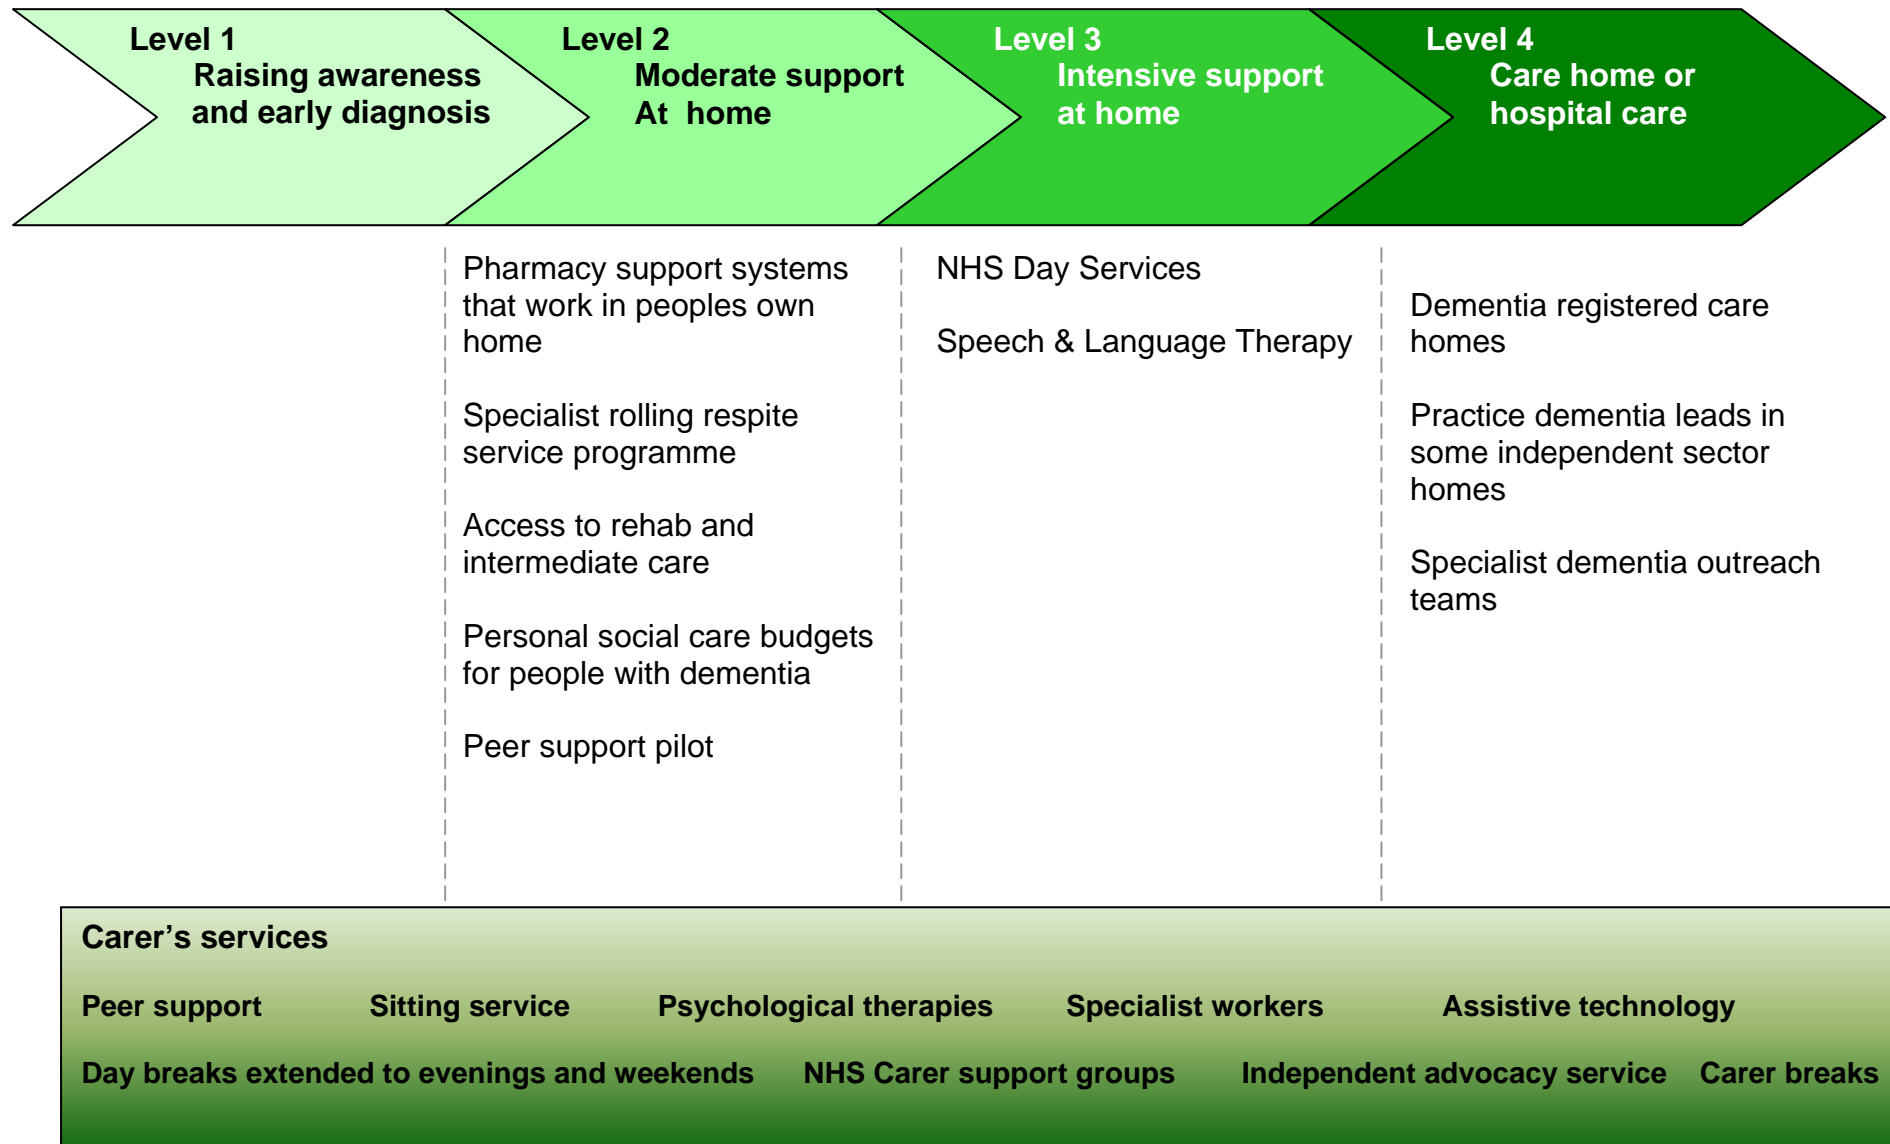 Level 1
Raising awareness
and early diagnosis
Level 2
Moderate support
At  home
Level 3
Intensive support
at home
Level 4
Care home or
hospital care
Pharmacy support systems
that work in peoples own
home
Specialist rolling respite
service programme
Access to rehab and
intermediate care
Personal social care budgets
for people with dementia
Peer support pilot
NHS Day Services
Speech & Language Therapy
Dementia registered care
homes
Practice dementia leads in
some independent sector
homes
Specialist dementia outreach
teams
Carer’s services
Peer support Sitting service Psychological therapies Specialist workers Assistive technology
Day breaks extended to evenings and weekends NHS Carer support groups Independent advocacy service Carer breaks